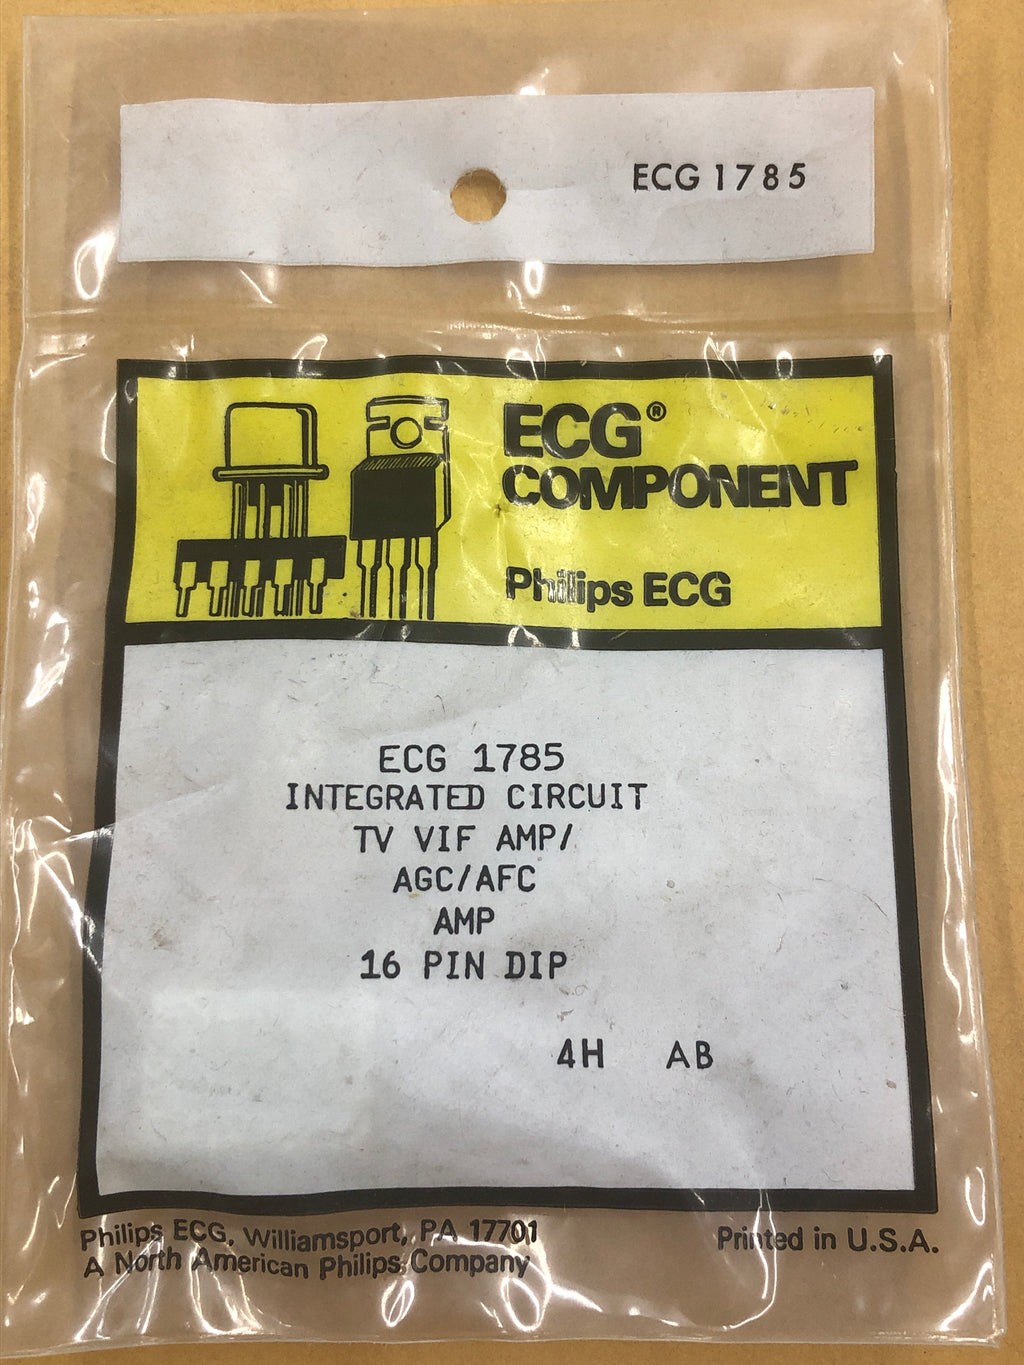 ECG 1785
ECG®
COMPONENT
Philips ECG
ECG 1785
INTEGRATED CIRCUIT
TV VIF AMP/
AGC/AFC
AMP
16 PIN DIP
4H AB
Philips ECG, Williamsport, PA 17701
A North American Philips Company
Printed in U.S.A.